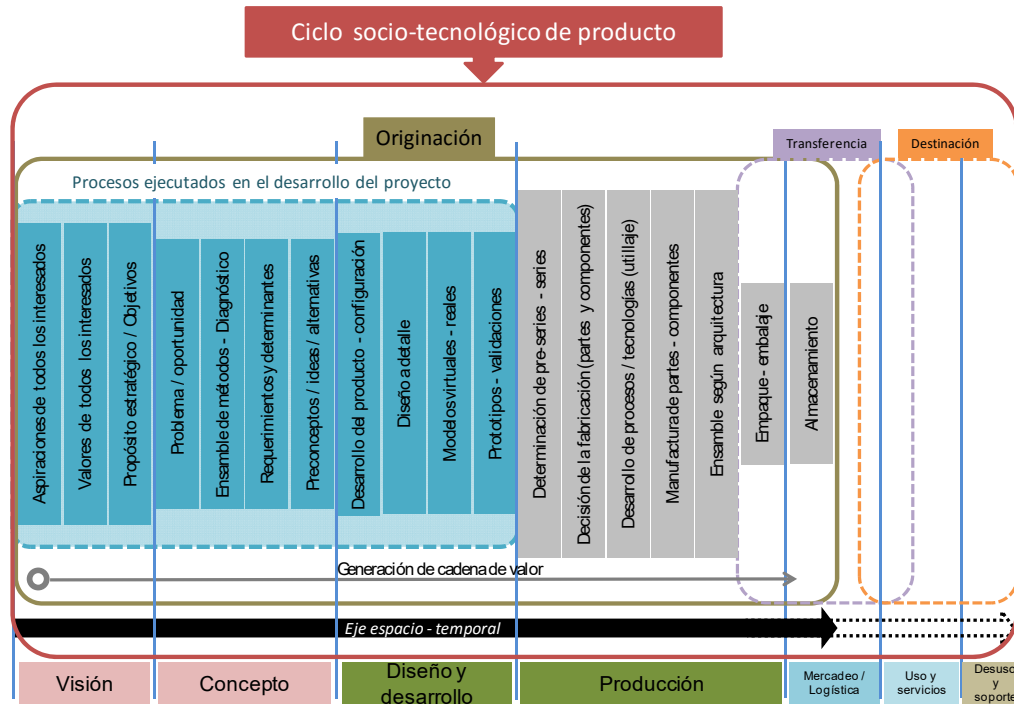 Ciclo socio-tecnológico de producto
Originación
Transferencia
Destinación
Procesos ejecutados en el desarrollo del proyecto
Aspiraciones de todos los interesados
Valores de todos los interesados
Propósito estratégico / Objetivos
Problema / oportunidad
Ensamble de métodos - Diagnóstico
Requerimientos y determinantes
Preconceptos / ideas / alternativas
Desarrollo del producto - configuración
Diseño a detalle
Modelos virtuales - reales
Prototipos - validaciones
Determinación de pre-series - series
Decisión de la fabricación (partes y componentes)
Desarrollo de procesos / tecnologías (utillaje)
Manufactura de partes - componentes
Ensamble según arquitectura
Empaque - embalaje
Almacenamiento
Generación de cadena de valor
Eje espacio - temporal
Visión
Concepto
Diseño y
desarrollo
Producción
Mercadeo /
Logística
Uso y
servicios
Desuso
y
soporte